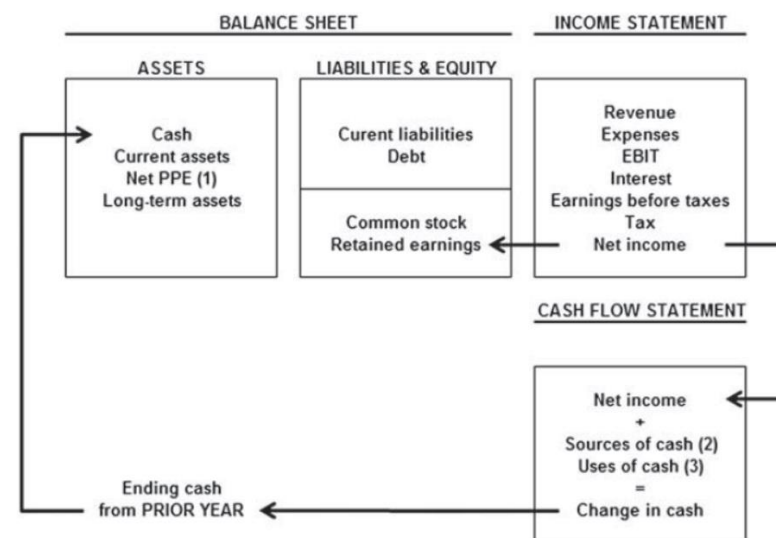 BALANCE SHEET
INCOME STATEMENT
ASSETS
LIABILITIES & EQUITY
Cash
Current assets
Net PPE (1)
Long-term assets
Curent liabilities
Debt
Common stock
Retained earnings
Revenue
Expenses
EBIT
Interest
Earnings before taxes
Tax
Net income
CASH FLOW STATEMENT
Net income
+
Sources of cash (2)
Uses of cash (3)
=
Change in cash
Ending cash
from PRIOR YEAR